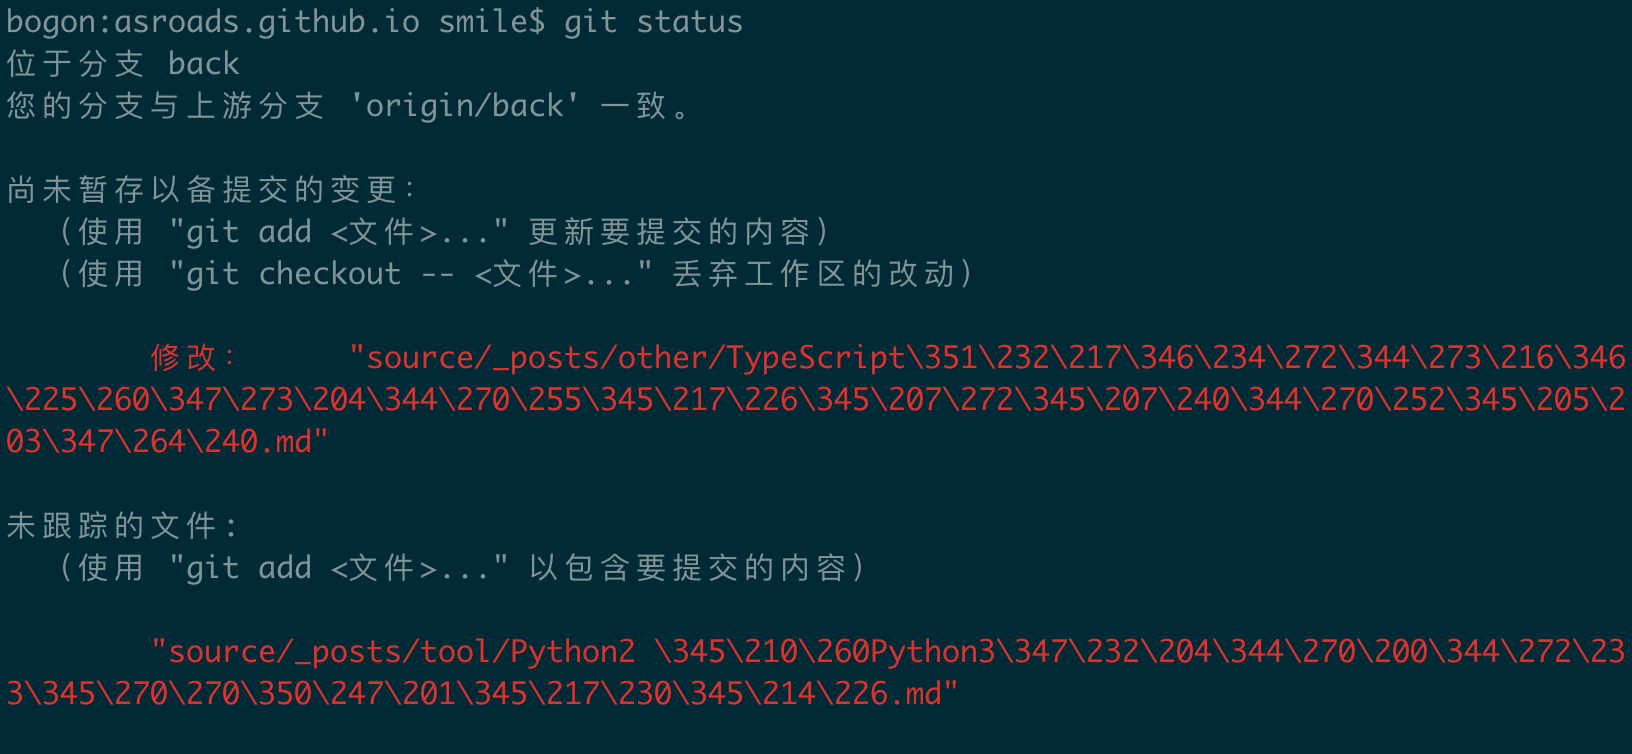 bogon:asroads.github.io smile$ git status
位于分支 back
您的分支与上游分支 'origin/back' 一致。
尚未暂存以备提交的变更：
（使用 "git add <文件>..." 更新要提交的内容）
（使用 "git checkout -- <文件>..." 丢弃工作区的改动）
修改：      "source/_posts/other/TypeScript\351\232\217\346\234\272\344\273\216\346
\225\260\347\273\204\344\270\255\345\217\226\345\207\272\345\207\240\344\270\252\345\205\2
03\347\264\240.md"
未跟踪的文件:
（使用 "git add <文件>..." 以包含要提交的内容）
"source/_posts/tool/Python2 \345\210\260Python3\347\232\204\344\270\200\344\272\23
3\345\270\270\350\247\201\345\217\230\345\214\226.md"